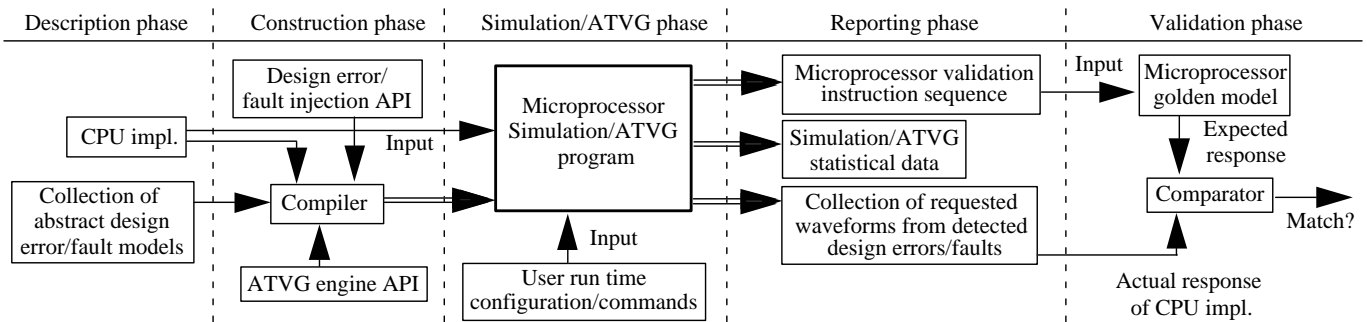 Description phase
Construction phase
Simulation/ATVG phase
Reporting phase
Validation phase
CPU impl.
Collection of
abstract design
error/fault models
Design error/
fault injection API
Input
Compiler
ATVG engine API
Microprocessor
Simulation/ATVG
program
Input
User run time
configuration/commands
Microprocessor validation
instruction sequence
Simulation/ATVG
statistical data
Collection of requested
waveforms from detected
design errors/faults
Input
Microprocessor
golden model
Expected
response
Comparator
Match?
Actual response
of CPU impl.